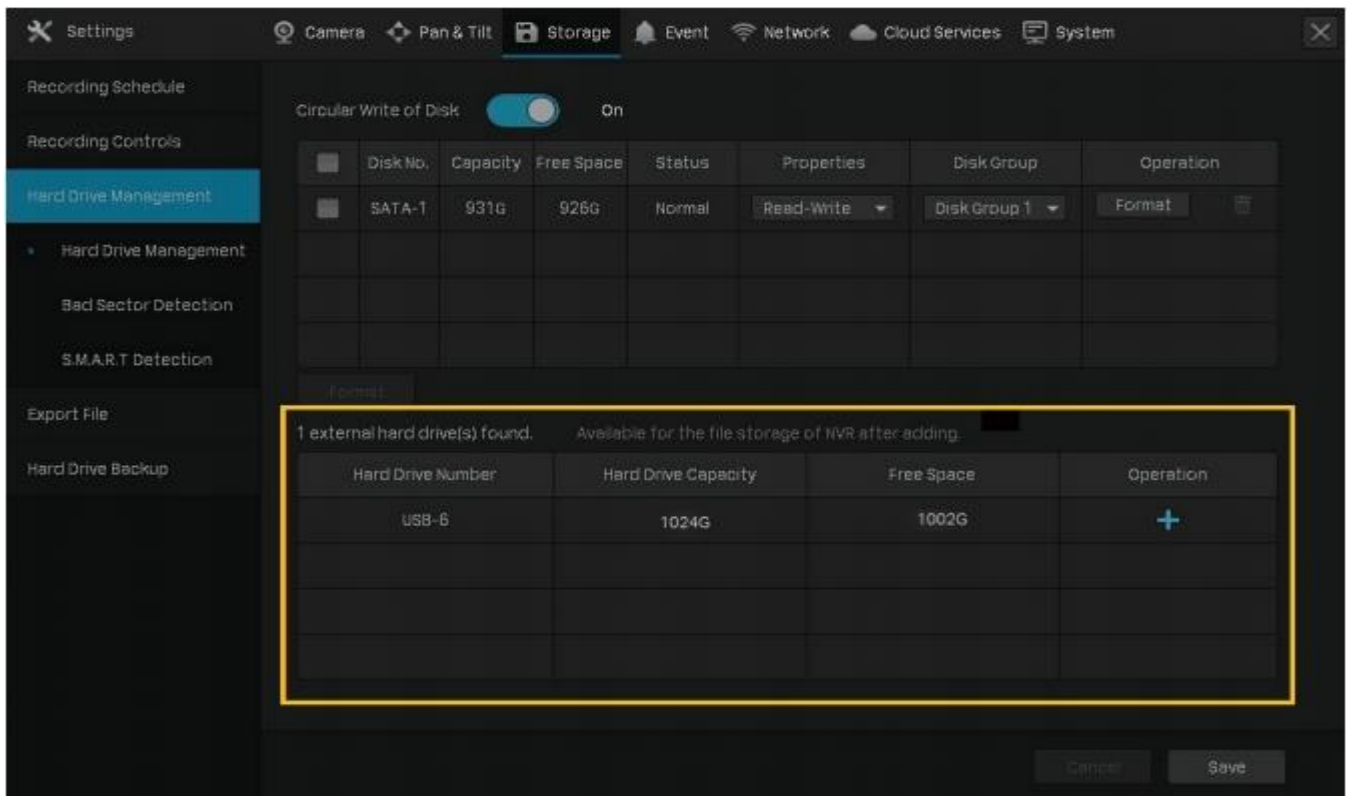 Settings Camera Pan & Tilt Storage Event Network Cloud Services System
Recording Schedule
Circular Write of Disk On
Recording Controls
Disk No. Capacity Free Space Status Properties Disk Group Operation
Hard Drive Management
SATA-1 931G 926G Normal Read-Write Disk Group 1 Format
Hard Drive Management
Bad Sector Detection
S.M.A.R.T Detection
Format
Export File
1 external hard drive(s) found. Available for the file storage of NVR after adding.
Hard Drive Backup
Hard Drive Number Hard Drive Capacity Free Space Operation
USB-6 1024G 1002G
Cancel Save